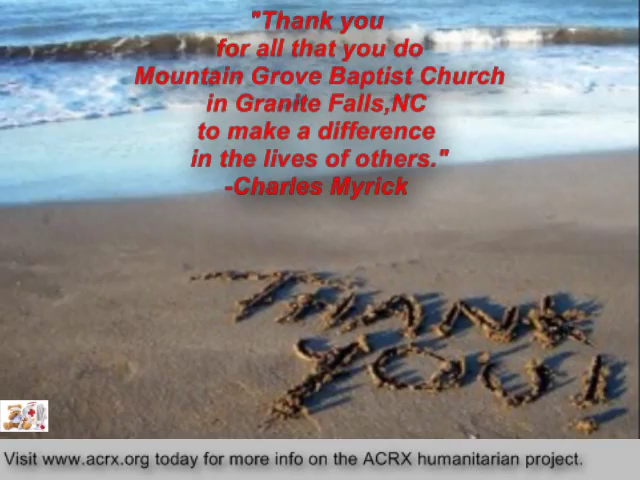 "Thank you
for all that you do
Mountain Grove Baptist Church
in Granite Falls,NC
to make a difference
in the lives of others."
-Charles Myrick
THANK
YOU!
Visit www.acrx.org today for more info on the ACRX humanitarian project.